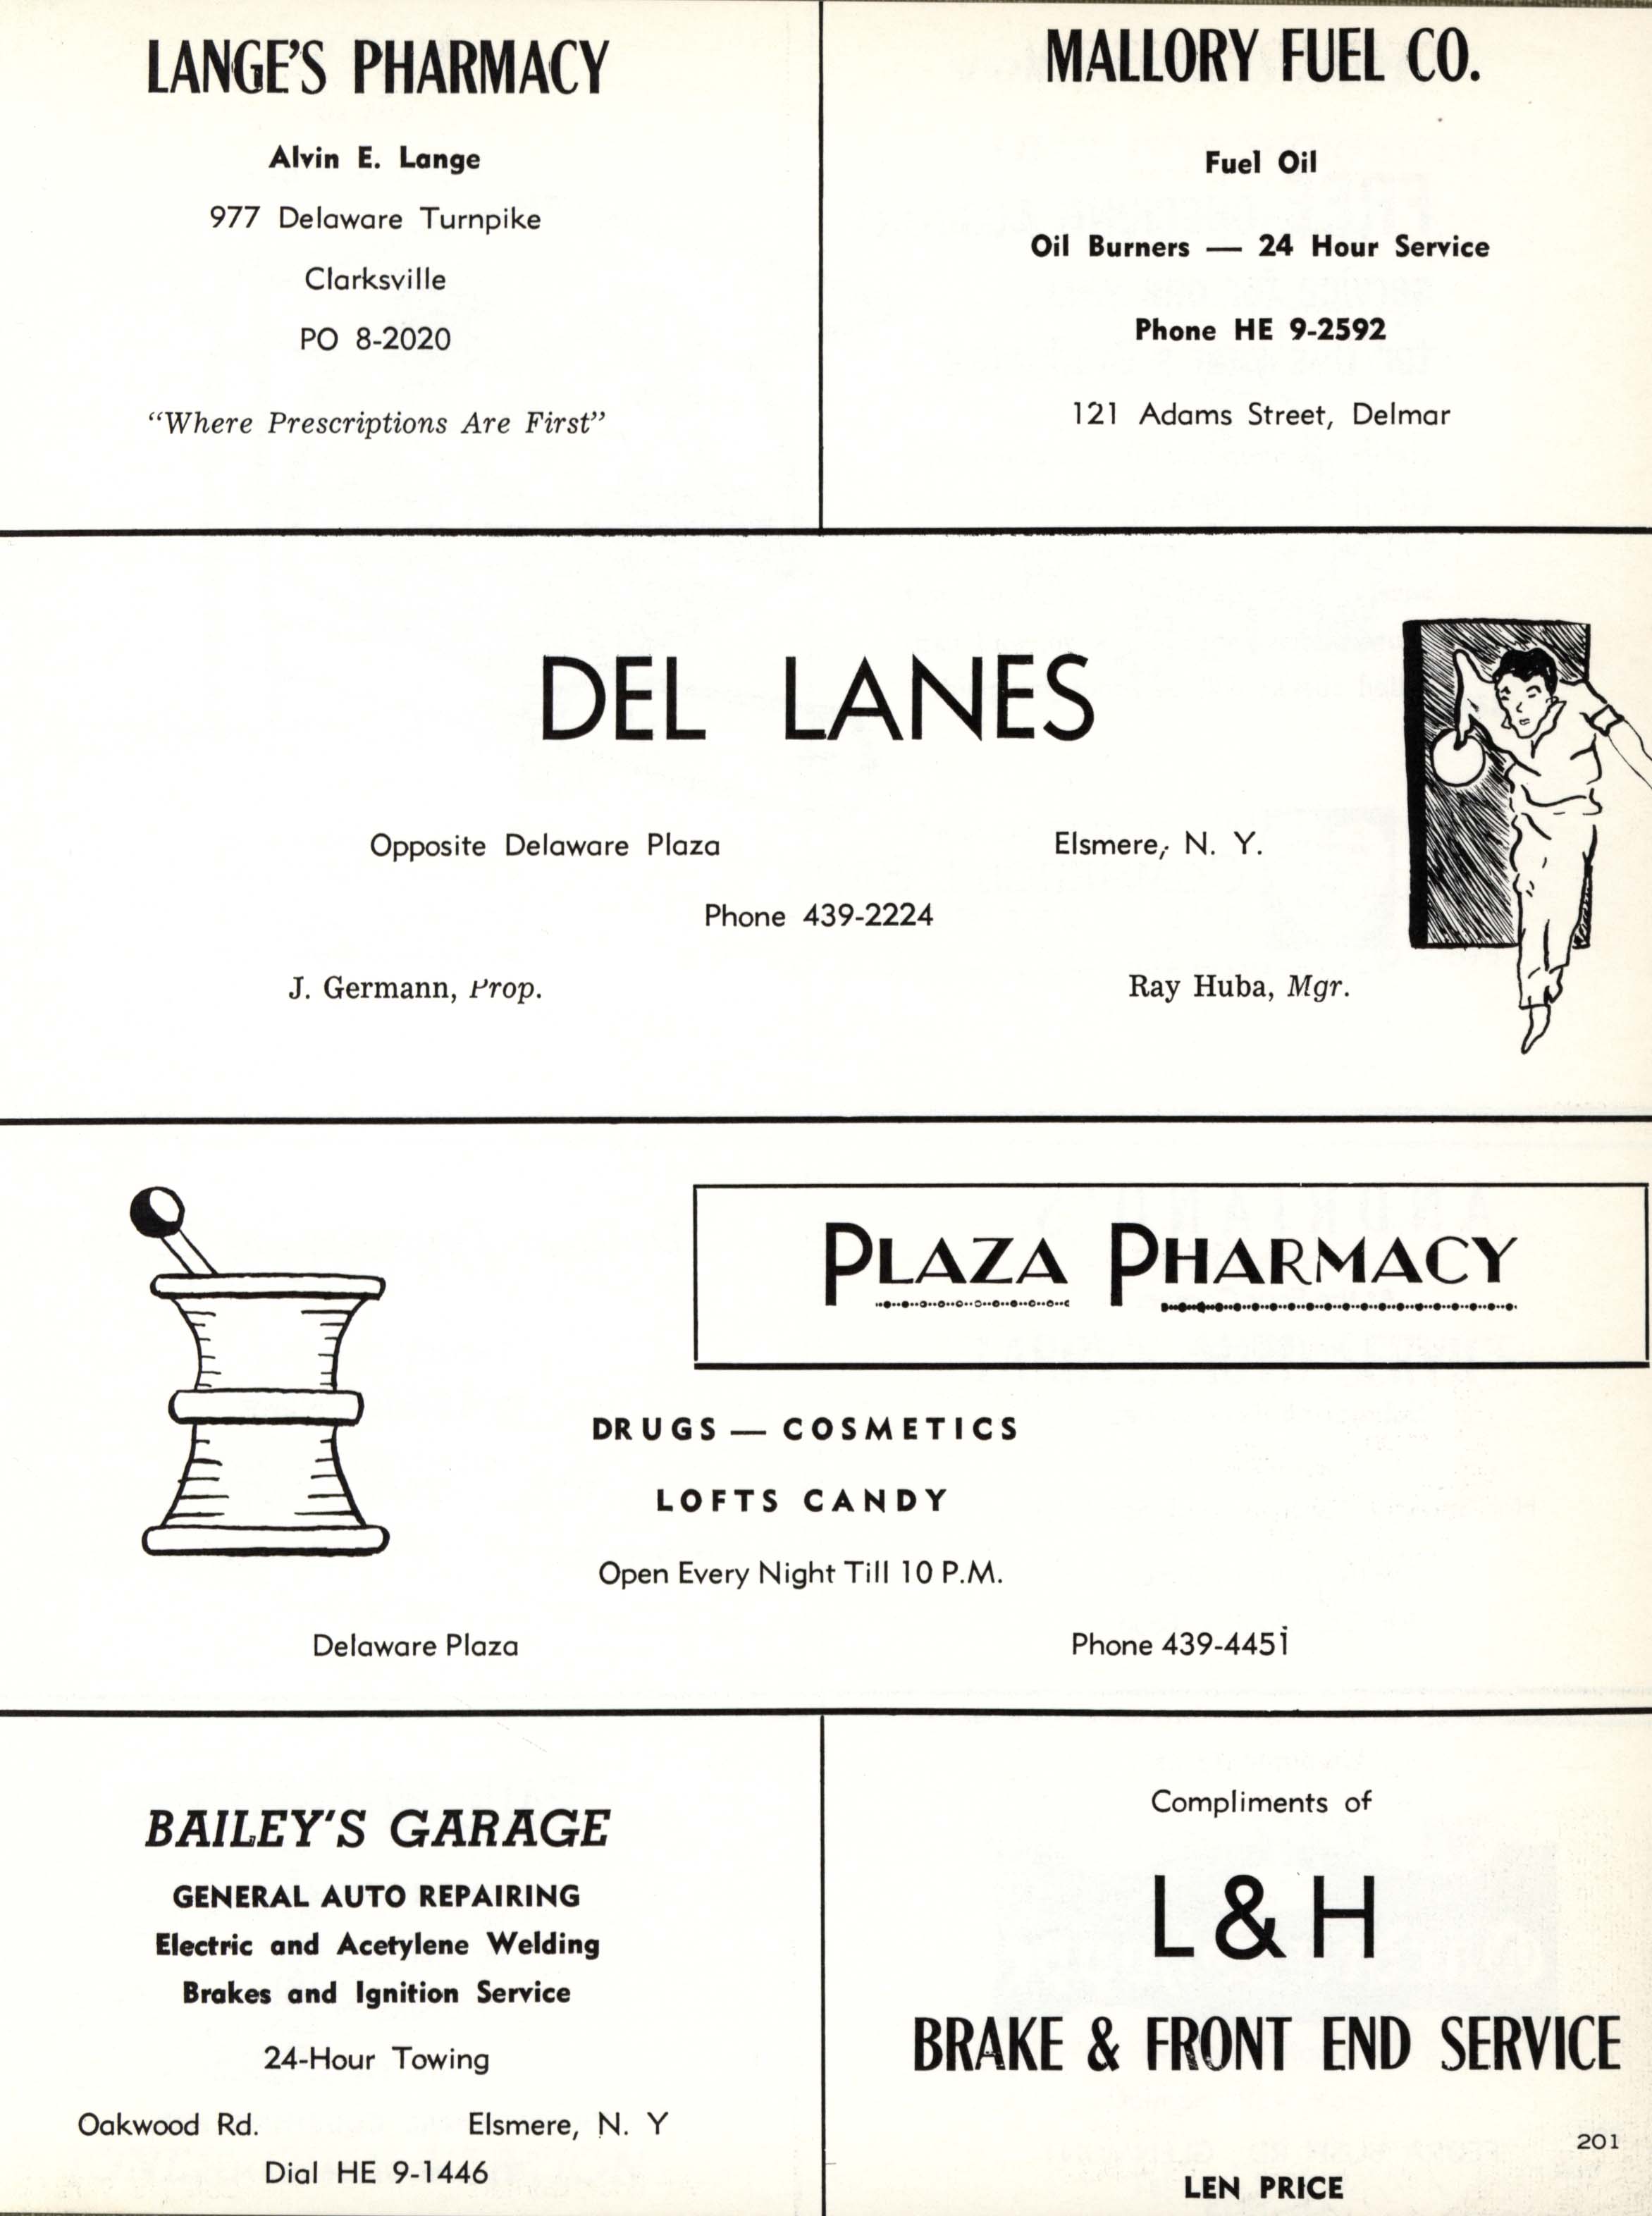 LANGE'S PHARMACY
Alvin E. Lange
977 Delaware Turnpike
Clarksville
PO 8-2020
“Where Prescriptions Are First”
MALLORY FUEL CO.
Fuel Oil
Oil Burners — 24 Hour Service
Phone HE 9-2592
121 Adams Street, Delmar
DEL LANES
Opposite Delaware Plaza Elsmere, N. Y.
Phone 439-2224
J. Germann, Prop. Ray Huba, Mgr.
PLAZA PHARMACY
DRUGS — COSMETICS
LOFTS CANDY
Open Every Night Till 10 P.M.
Delaware Plaza Phone 439-4451
BAILEY'S GARAGE
GENERAL AUTO REPAIRING
Electric and Acetylene Welding
Brakes and Ignition Service
24-Hour Towing
Oakwood Rd. Elsmere, N. Y
Dial HE 9-1446
Compliments of
L & H
BRAKE & FRONT END SERVICE
LEN PRICE
201